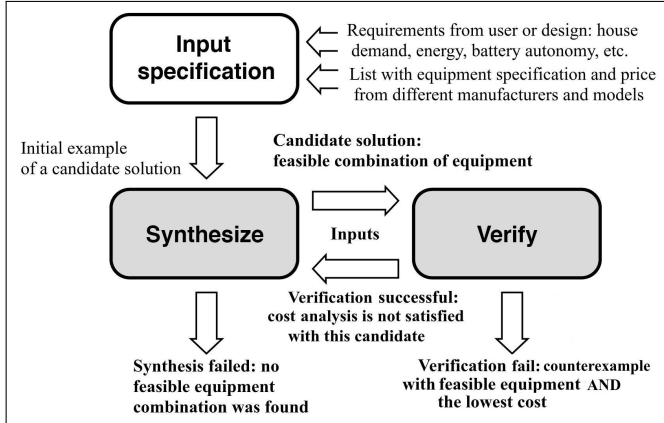 Input
specification
Requirements from user or design: house
demand, energy, battery autonomy, etc.
List with equipment specification and price
from different manufacturers and models
Initial example
of a candidate solution
Candidate solution:
feasible combination of equipment
Synthesize
Inputs
Verify
Verification successful:
cost analysis is not satisfied
with this candidate
Synthesis failed: no
feasible equipment
combination was found
Verification fail: counterexample
with feasible equipment AND
the lowest cost